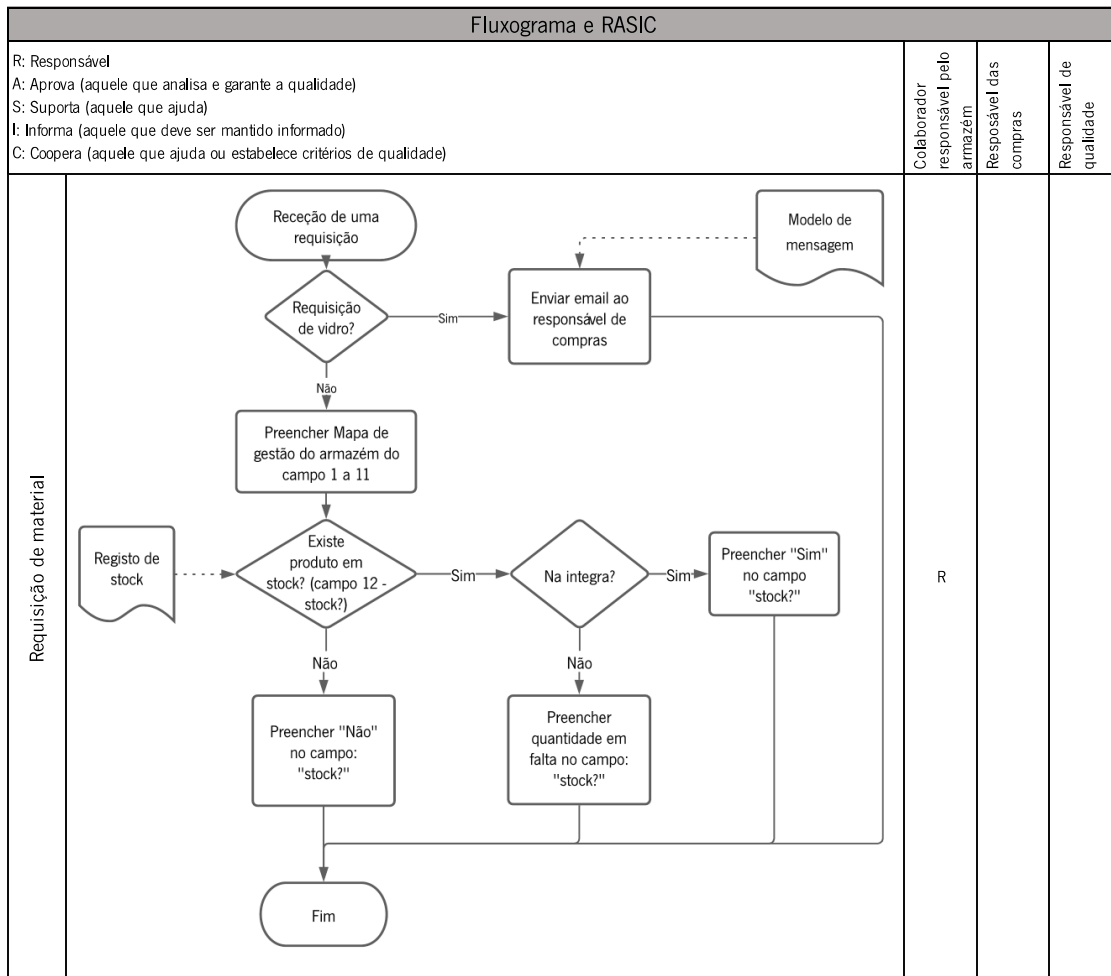 Fluxograma e RASIC
R: Responsável
A: Aprova (aquele que analisa e garante a qualidade)
S: Suporta (aquele que ajuda)
I: Informa (aquele que deve ser mantido informado)
C: Coopera (aquele que ajuda ou estabelece critérios de qualidade)
Colaborador
responsável pelo
armazém
Resposável das
compras
Responsável de
qualidade
Requisição de material
Receção de uma
requisição
Modelo de
mensagem
Requisição
de vidro?
Sim
Enviar email ao
responsável de
compras
Não
Preencher Mapa de
gestão do armazém do
campo 1 a 11
Registo de
stock
Existe
produto em
stock? (campo 12 -
stock?)
Sim
Na integra?
Sim
Preencher "Sim"
no campo
"stock?"
R
Não
Não
Preencher "Não"
no campo:
"stock?"
Preencher
quantidade em
falta no campo:
"stock?"
Fim